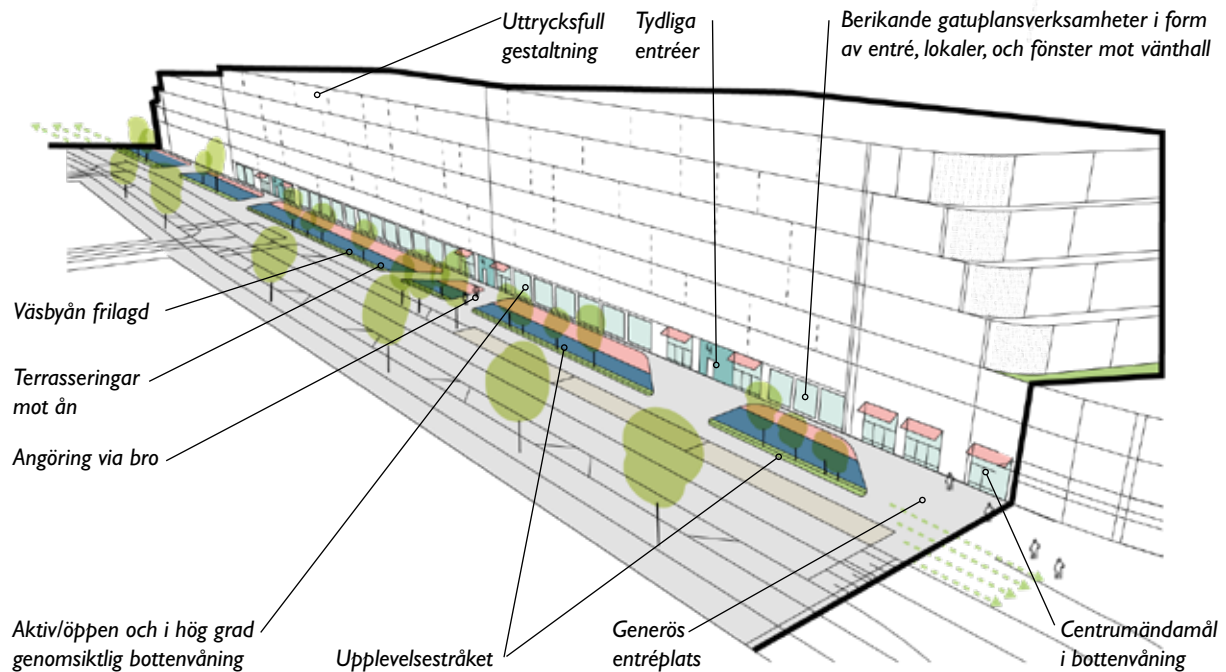 Uttrycksfull
gestaltning
Tydliga
entréer
Berikande gatuplansverksamheter i form
av entré, lokaler, och fönster mot vänthall
Väsbyån frilagd
Terrasseringar
mot ån
Angöring via bro
Aktiv/öppen och i hög grad
genomsiktlig bottenvåning
Upplevelsestråket
Generös
entréplats
Centrumändamål
i bottenvåning